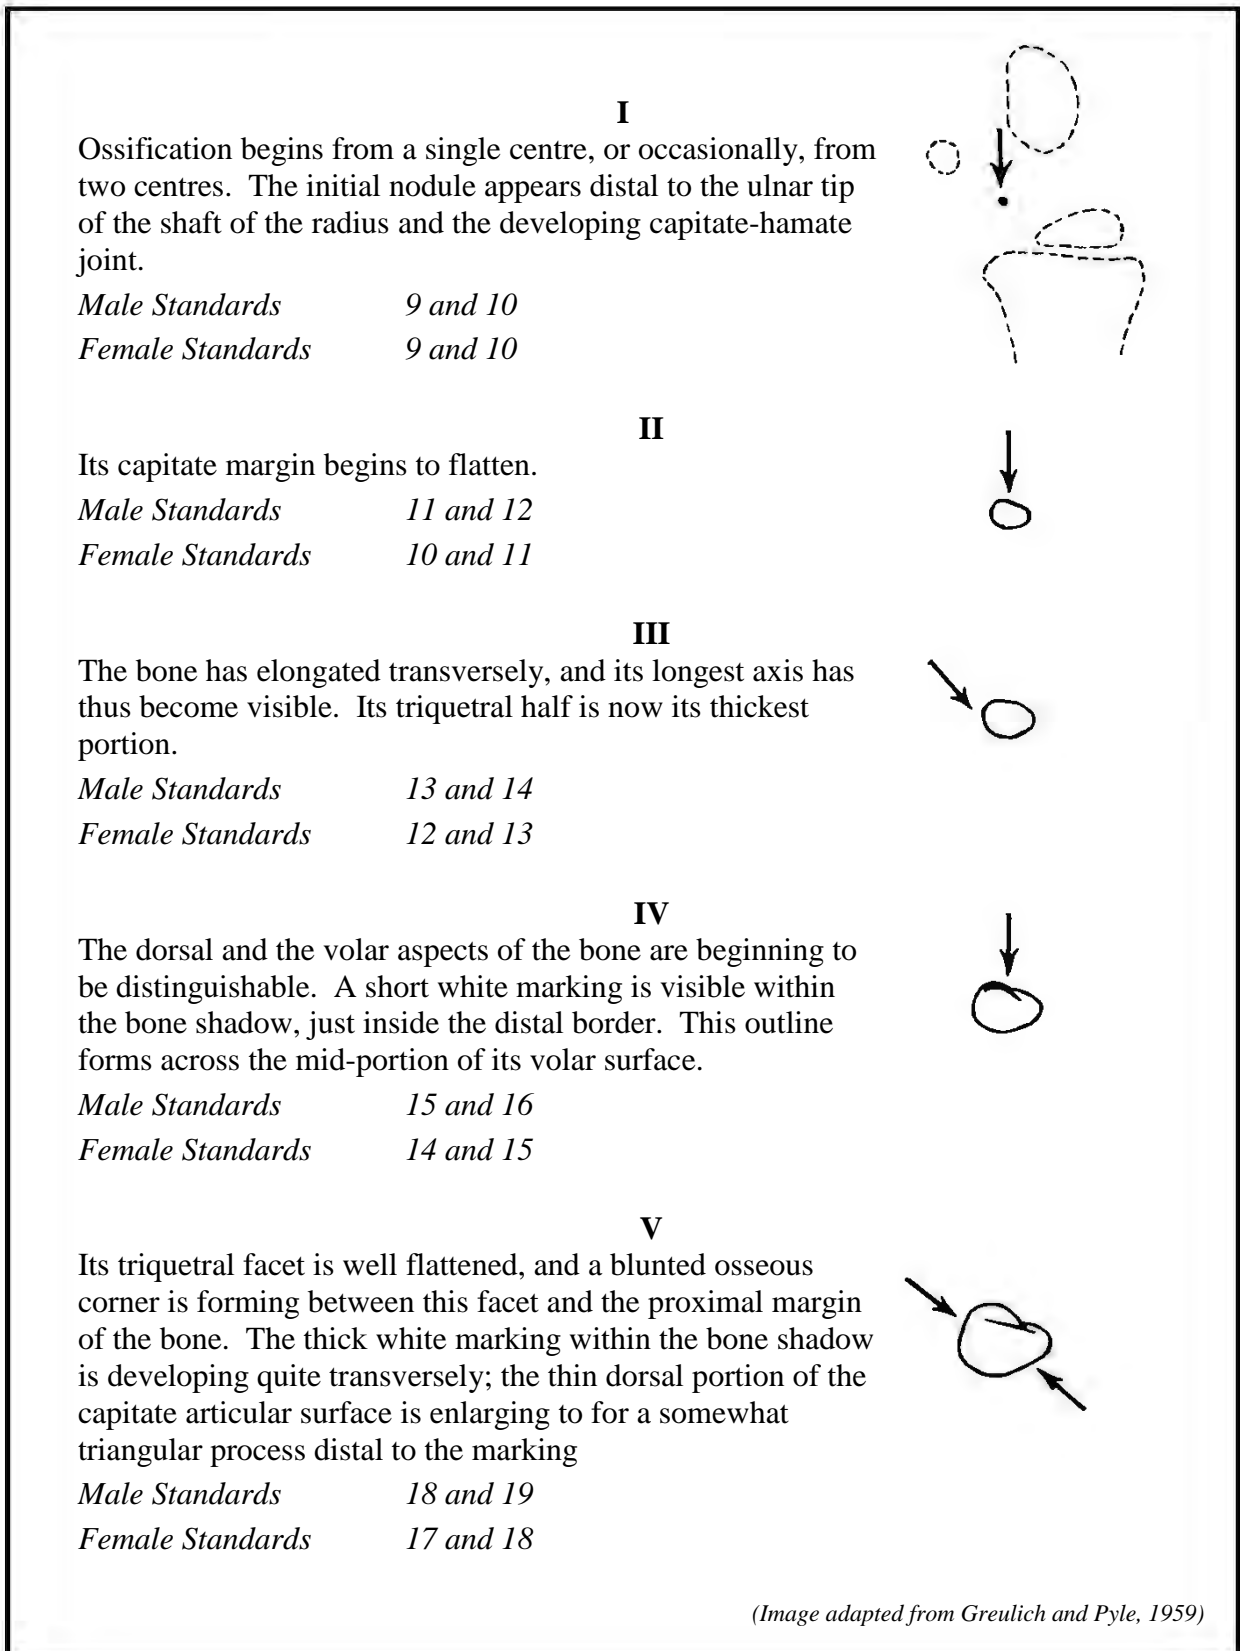 I
Ossification begins from a single centre, or occasionally, from
two centres. The initial nodule appears distal to the ulnar tip
of the shaft of the radius and the developing capitate-hamate
joint.
Male Standards 9 and 10
Female Standards 9 and 10
II
Its capitate margin begins to flatten.
Male Standards 11 and 12
Female Standards 10 and 11
III
The bone has elongated transversely, and its longest axis has
thus become visible. Its triquetral half is now its thickest
portion.
Male Standards 13 and 14
Female Standards 12 and 13
IV
The dorsal and the volar aspects of the bone are beginning to
be distinguishable. A short white marking is visible within
the bone shadow, just inside the distal border. This outline
forms across the mid-portion of its volar surface.
Male Standards 15 and 16
Female Standards 14 and 15
V
Its triquetral facet is well flattened, and a blunted osseous
corner is forming between this facet and the proximal margin
of the bone. The thick white marking within the bone shadow
is developing quite transversely; the thin dorsal portion of the
capitate articular surface is enlarging to for a somewhat
triangular process distal to the marking
Male Standards 18 and 19
Female Standards 17 and 18
(Image adapted from Greulich and Pyle, 1959)